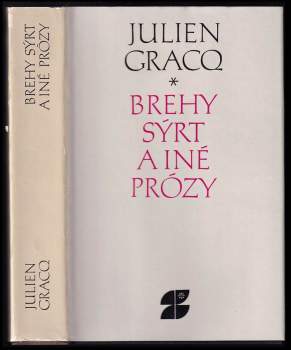 BREHY SÝRT
A INÉ PRÓZY
JULIEN
GRACQ
JULIEN
GRACQ
*
BREHY
SÝRT
A INÉ
PRÓZY